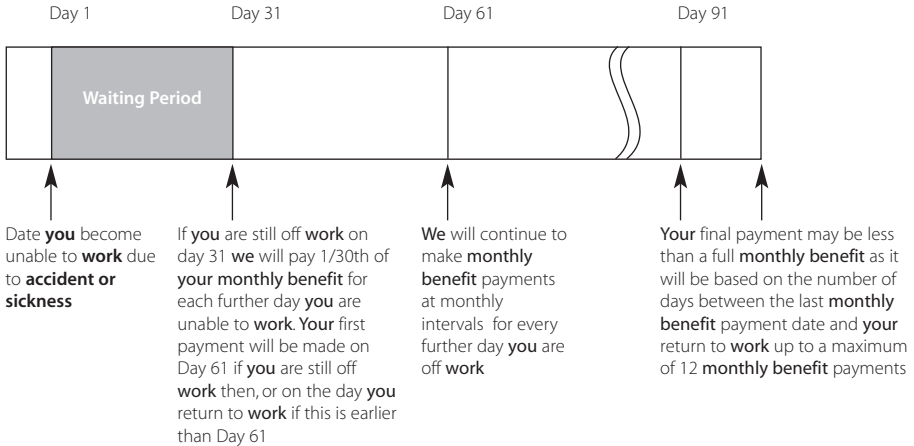 Day 1
Day 31
Day 61
Day 91
Waiting Period
Date you become
unable to work due
to accident or
sickness
If you are still off work on
day 31 we will pay 1/30th of
your monthly benefit for
each further day you are
unable to work. Your first
payment will be made on
Day 61 if you are still off
work then, or on the day you
return to work if this is earlier
than Day 61
We will continue to
make monthly
benefit payments
at monthly
intervals for every
further day you are
off work
Your final payment may be less
than a full monthly benefit as it
will be based on the number of
days between the last monthly
benefit payment date and your
return to work up to a maximum
of 12 monthly benefit payments